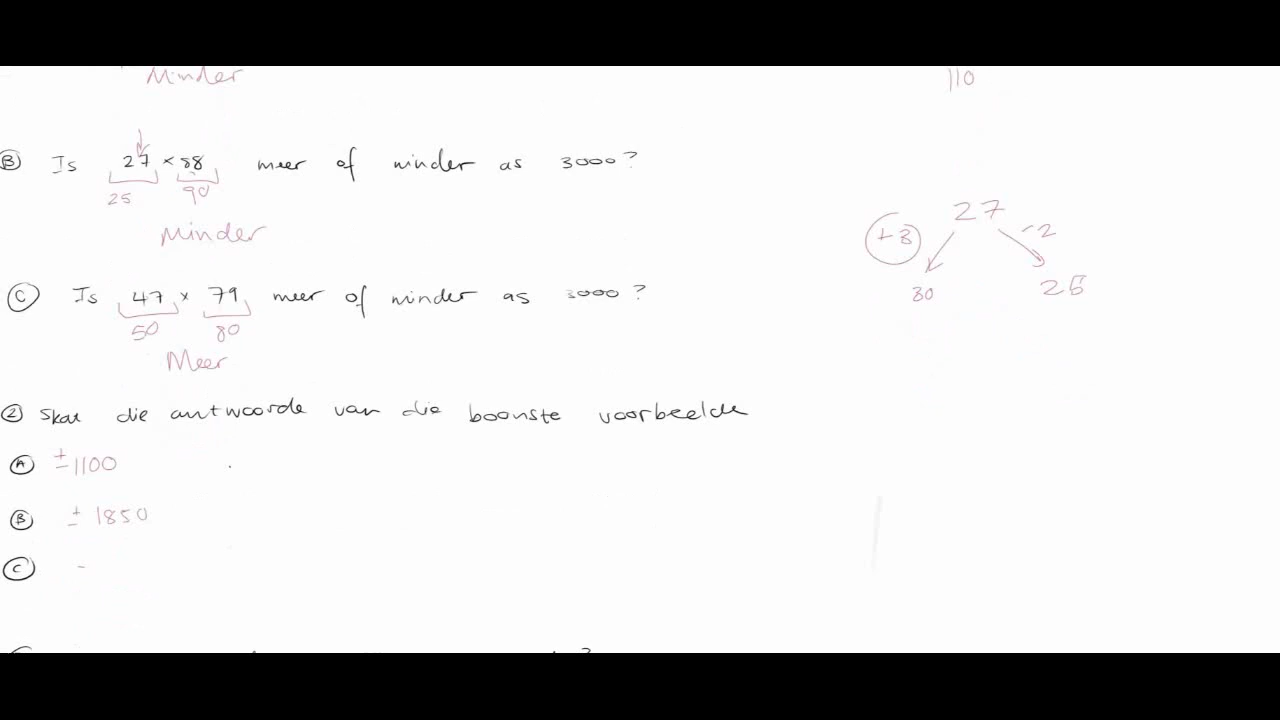 Minder
110
B Is 27 × 88 meer of minder as 3000?
25 90
Minder
27
+3 -2
30 25
C Is 47 × 79 meer of minder as 3000?
50 80
Meer
2 Skat die antwoorde van die boonste voorbeelde
A ±1100
B ± 1850
C -